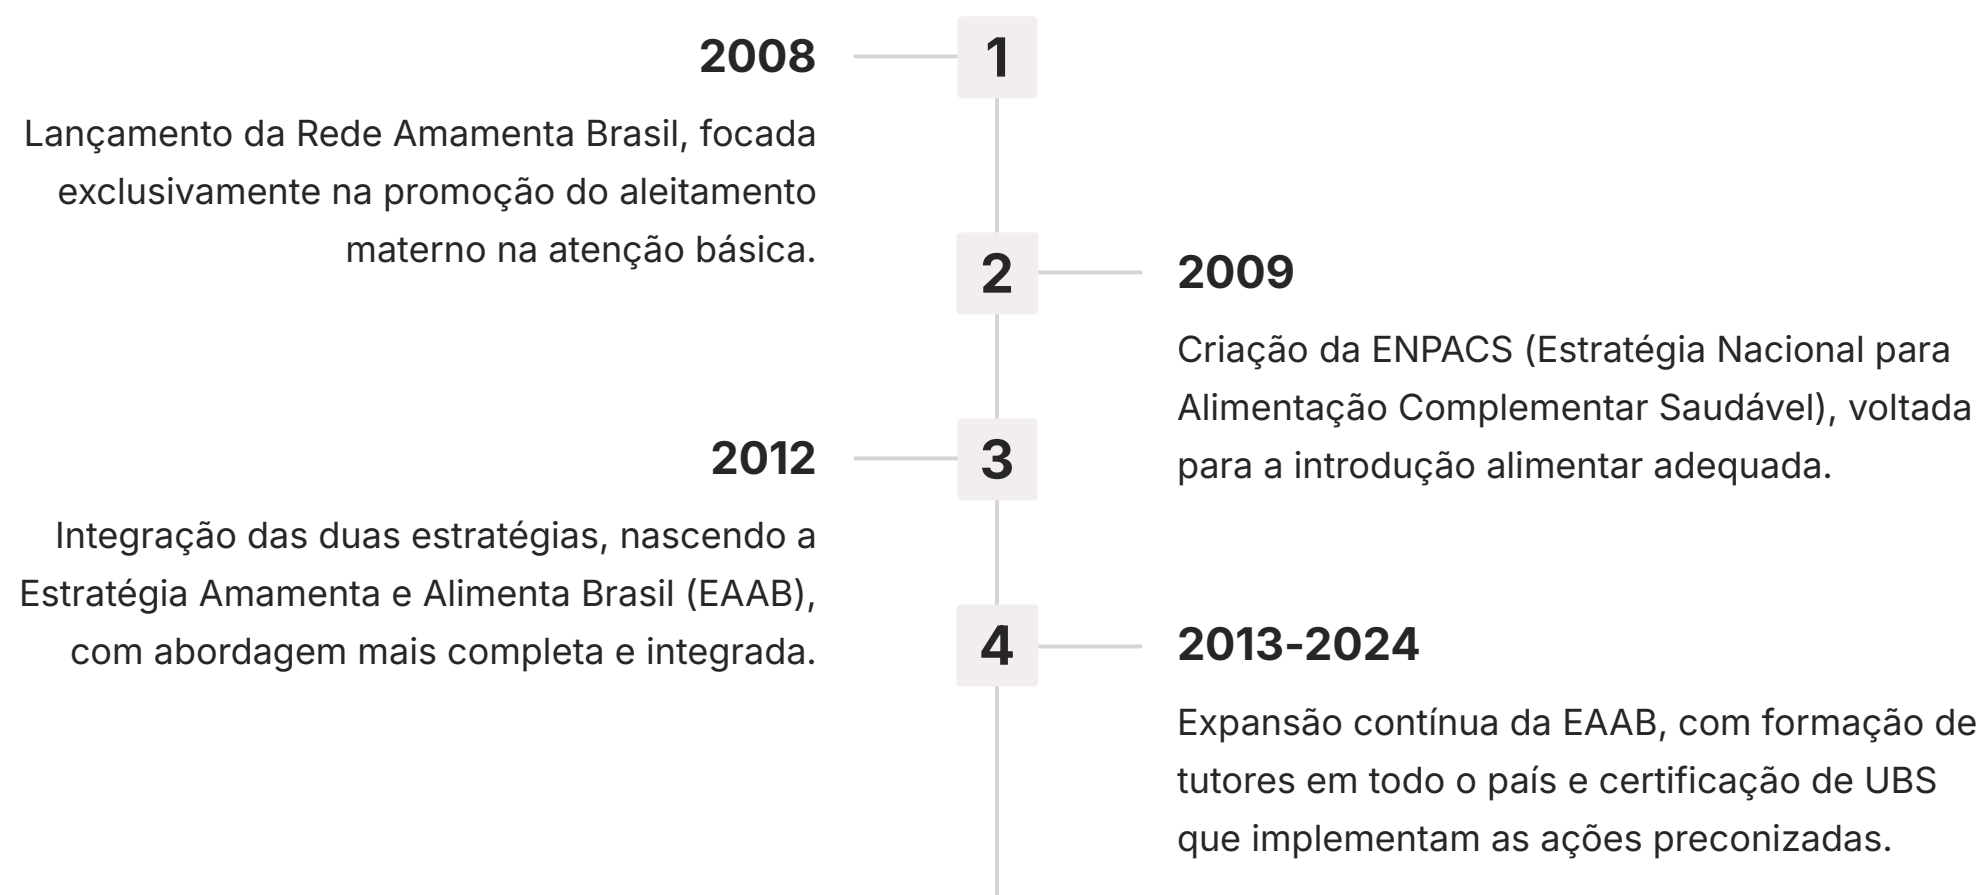 2008
1
Lançamento da Rede Amamenta Brasil, focada
exclusivamente na promoção do aleitamento
materno na atenção básica.
2
2009
Criação da ENPACS (Estratégia Nacional para
Alimentação Complementar Saudável), voltada
para a introdução alimentar adequada.
2012
3
Integração das duas estratégias, nascendo a
Estratégia Amamenta e Alimenta Brasil (EAAB),
com abordagem mais completa e integrada.
4
2013-2024
Expansão contínua da EAAB, com formação de
tutores em todo o país e certificação de UBS
que implementam as ações preconizadas.